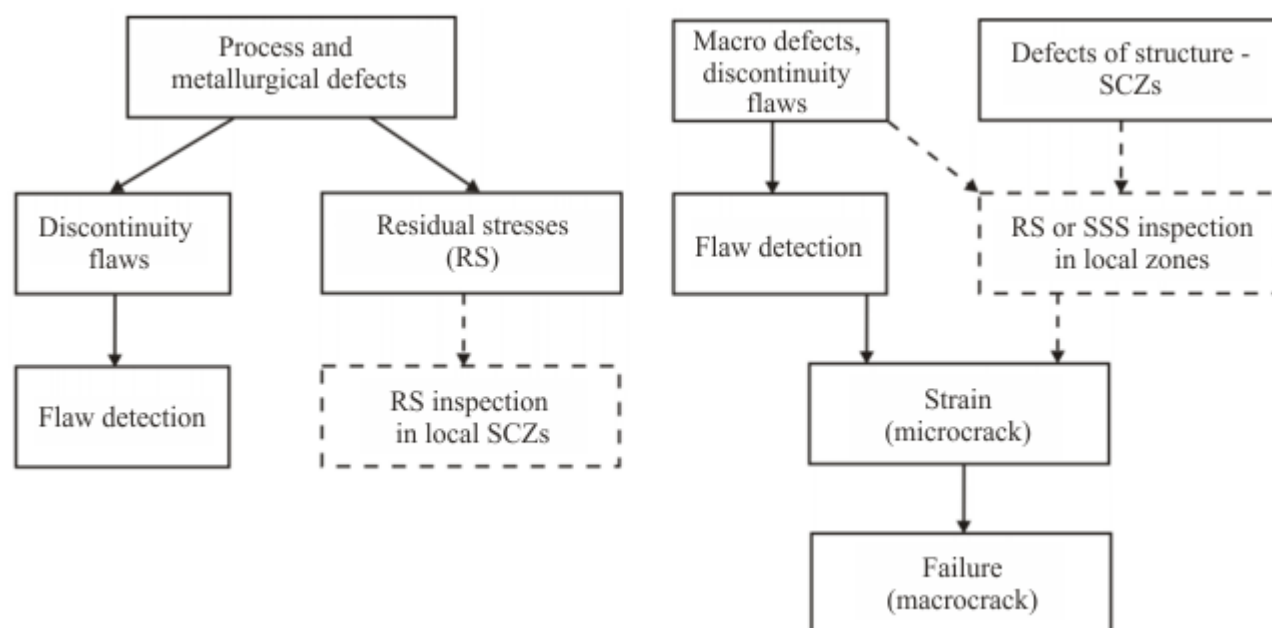 Process and
metallurgical defects
Discontinuity
flaws
Residual stresses
(RS)
Flaw detection
RS inspection
in local SCZs
Macro defects,
discontinuity
flaws
Defects of structure -
SCZs
Flaw detection
RS or SSS inspection
in local zones
Strain
(microcrack)
Failure
(macrocrack)